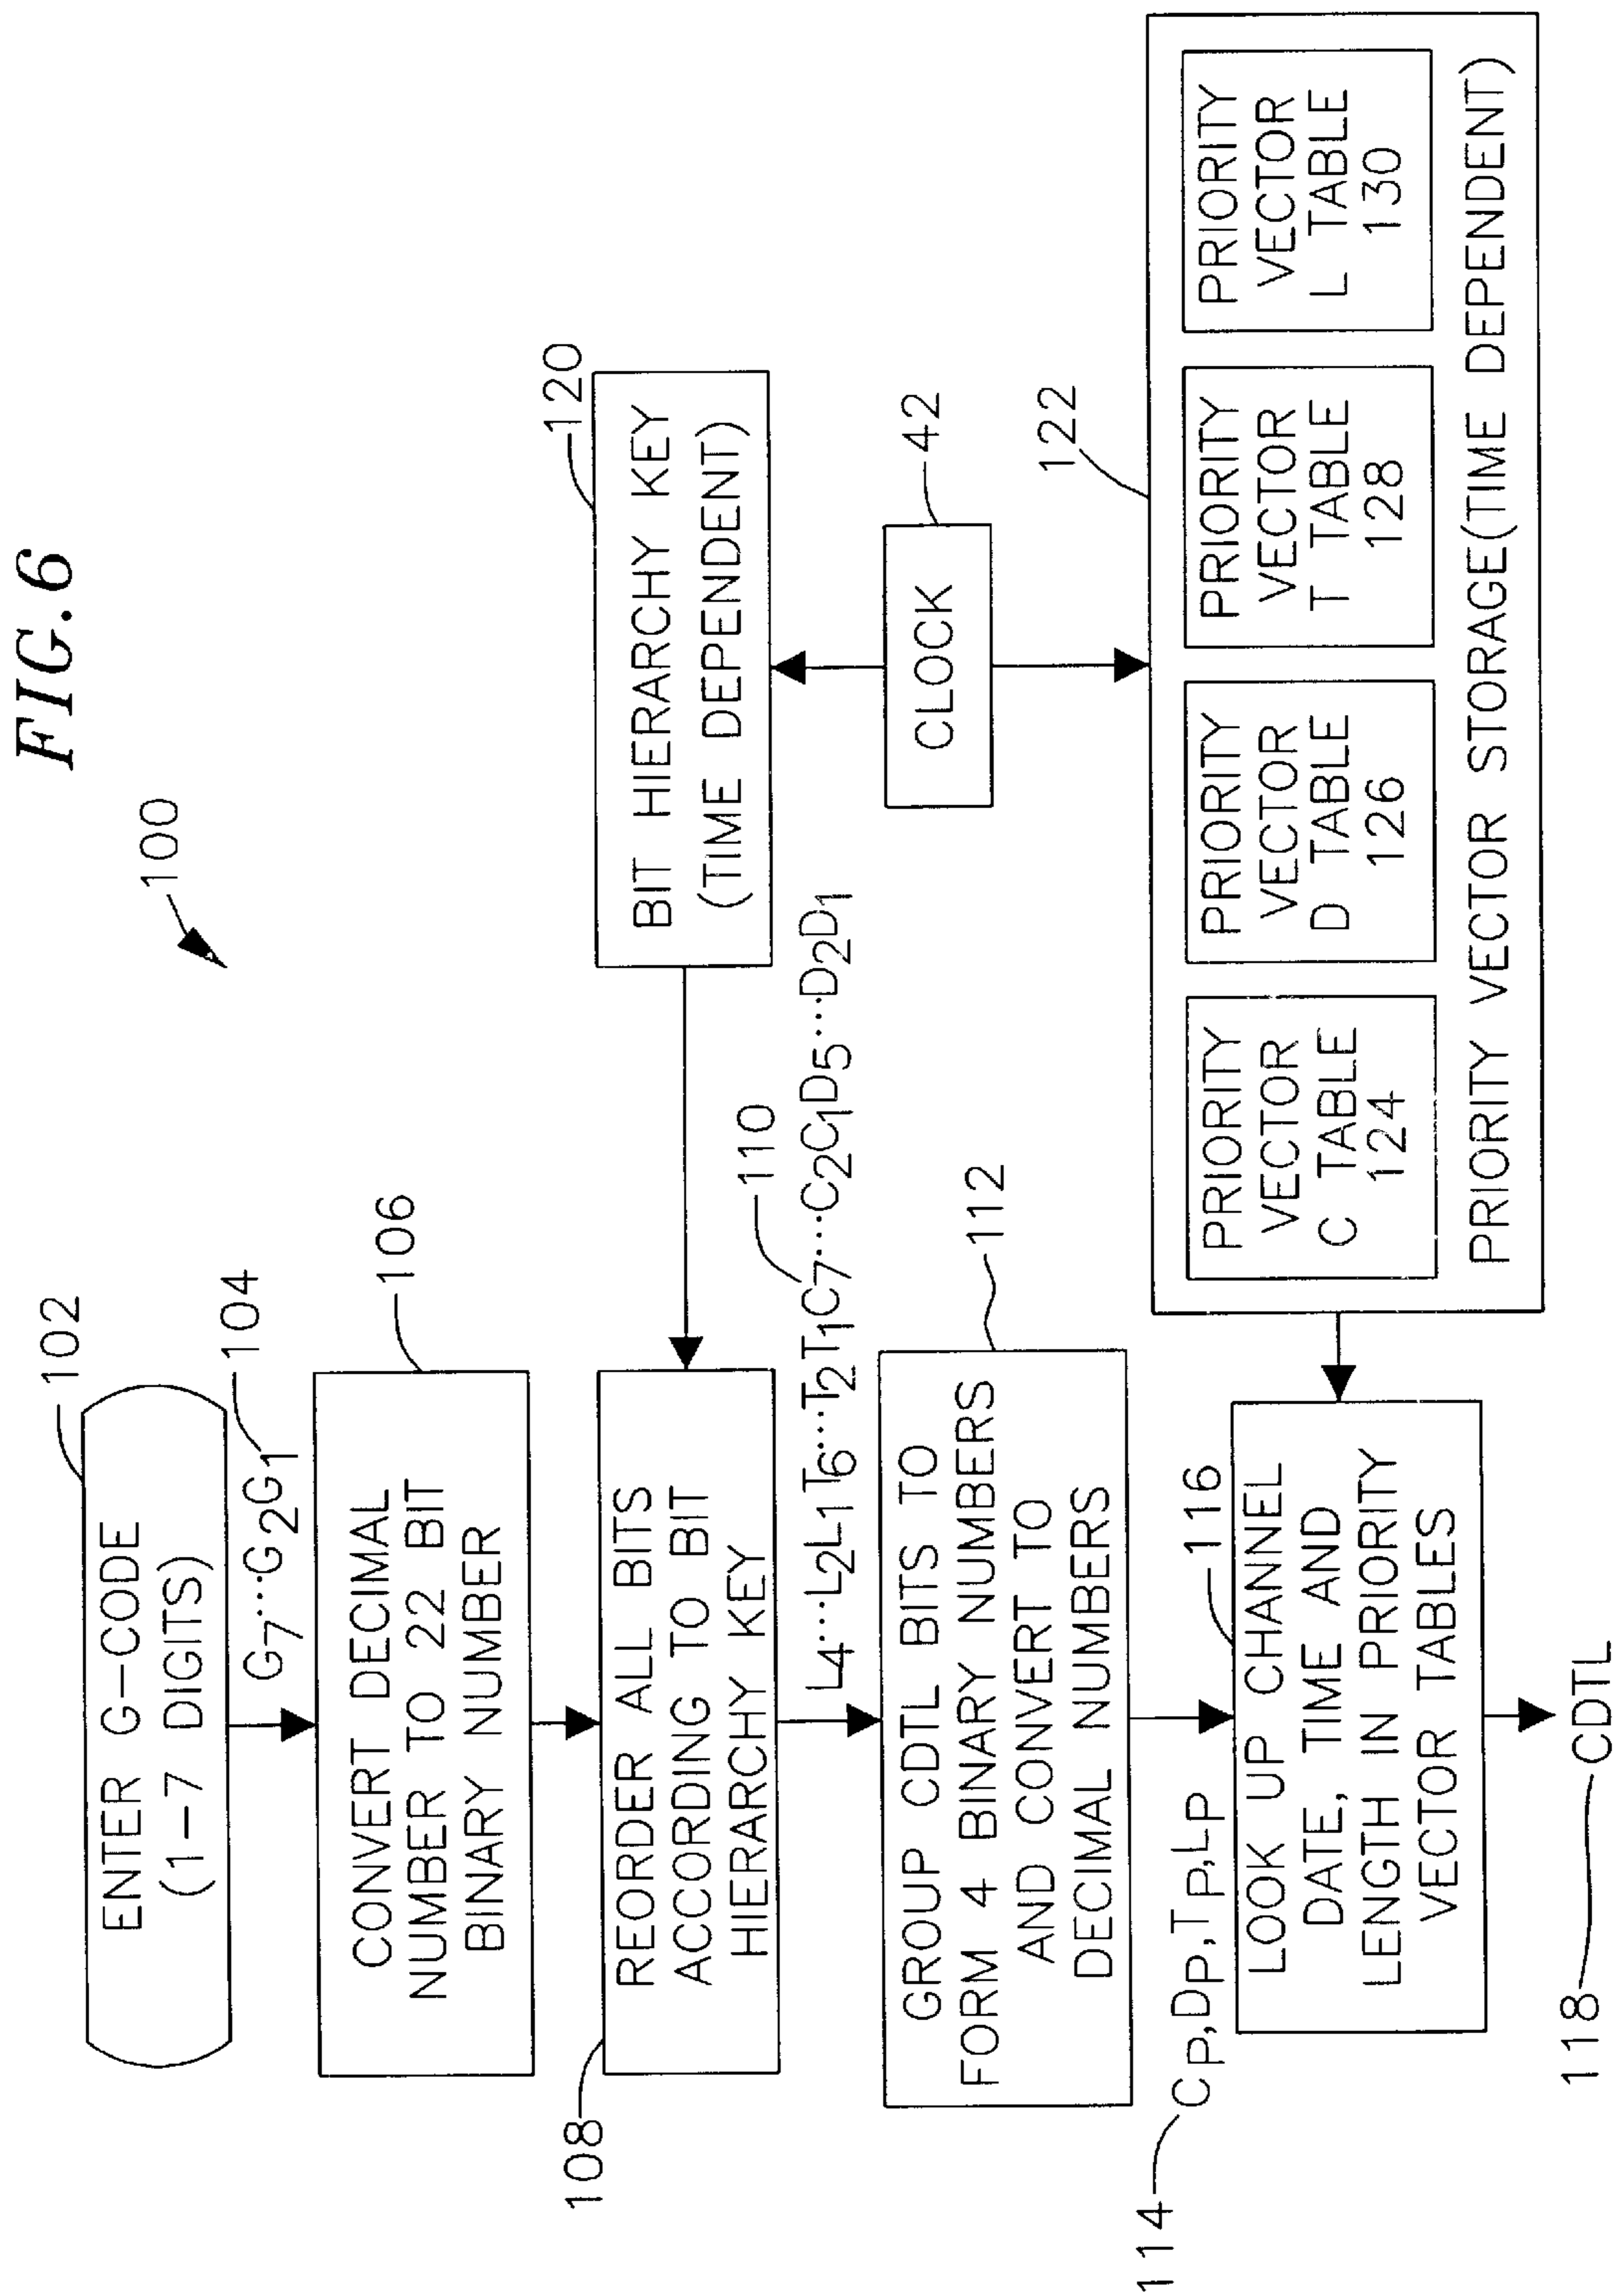 FIG.6
100
102
ENTER G-CODE
(1-7 DIGITS)
G7...G2G1
104
106
CONVERT DECIMAL
NUMBER TO 22 BIT
BINARY NUMBER
108
REORDER ALL BITS
ACCORDING TO BIT
HIERARCHY KEY
120
BIT HIERARCHY KEY
(TIME DEPENDENT)
110
L4...L2L1T6...T2T1C7...C2C1D5...D2D1
CLOCK
42
112
GROUP CDTL BITS TO
FORM 4 BINARY NUMBERS
AND CONVERT TO
DECIMAL NUMBERS
114
CP,DP,TP,LP
116
LOOK UP CHANNEL
DATE, TIME AND
LENGTH IN PRIORITY
VECTOR TABLES
122
PRIORITY
VECTOR
C TABLE
124
PRIORITY
VECTOR
D TABLE
126
PRIORITY
VECTOR
T TABLE
128
PRIORITY
VECTOR
L TABLE
130
PRIORITY VECTOR STORAGE(TIME DEPENDENT)
118
CDTL